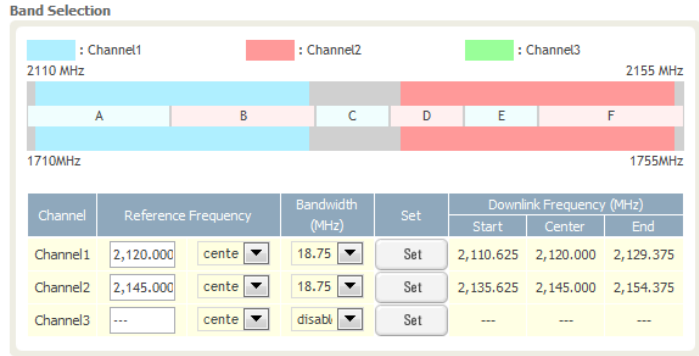 Band Selection
: Channel1 : Channel2 : Channel3
2110 MHz 2155 MHz
A B C D E F
1710MHz 1755MHz
Channel Reference Frequency Bandwidth (MHz) Set Downlink Frequency (MHz)
Start Center End
Channel1 2,120.000 cente 18.75 Set 2,110.625 2,120.000 2,129.375
Channel2 2,145.000 cente 18.75 Set 2,135.625 2,145.000 2,154.375
Channel3 --- cente disabl Set --- --- ---